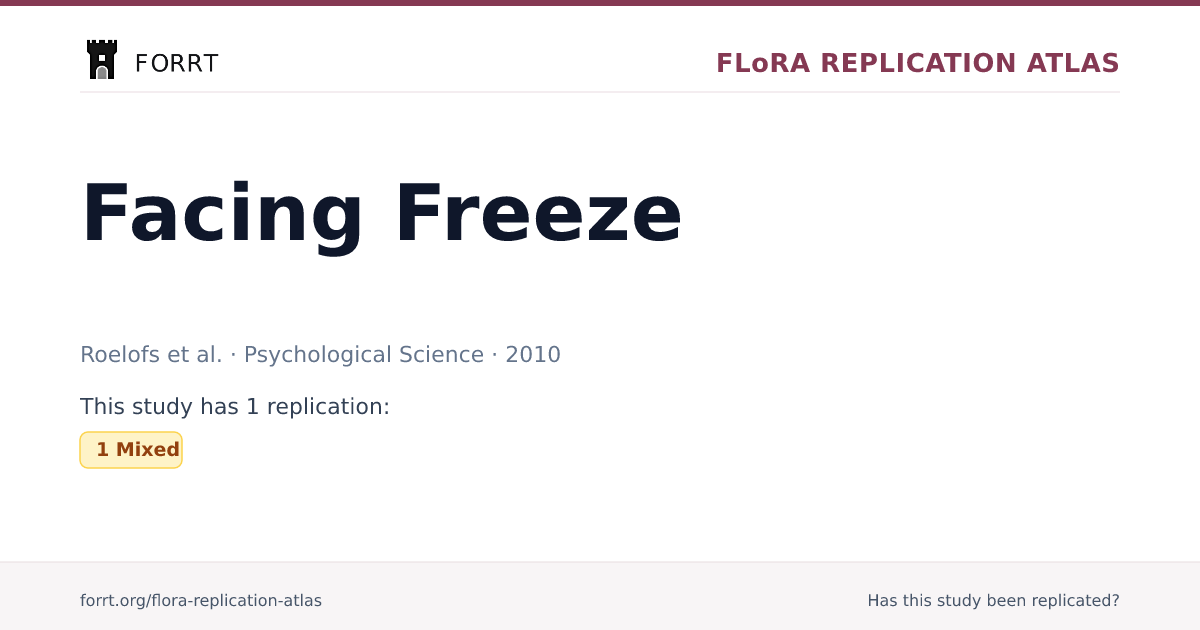 FORRT
FLoRA REPLICATION ATLAS
Facing Freeze
Roelofs et al. · Psychological Science · 2010
This study has 1 replication:
1 Mixed
forrt.org/flora-replication-atlas
Has this study been replicated?